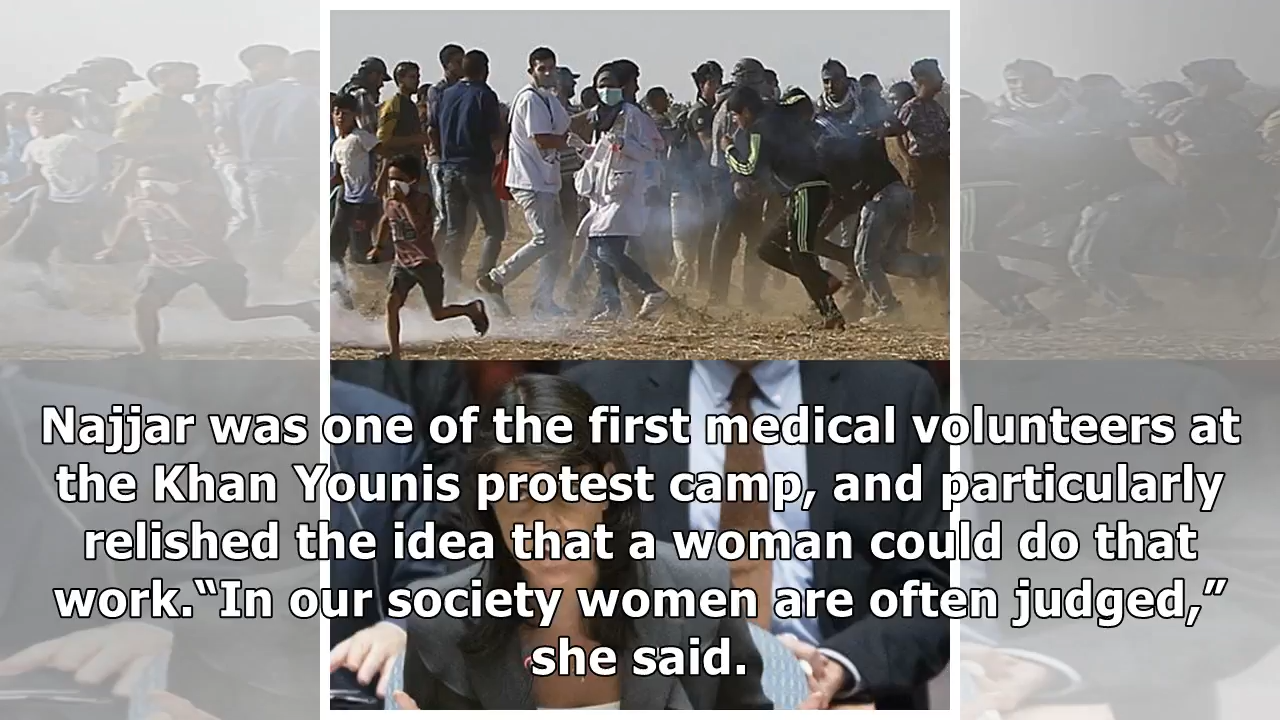 Najjar was one of the first medical volunteers at
the Khan Younis protest camp, and particularly
relished the idea that a woman could do that
work.“In our society women are often judged,”
she said.